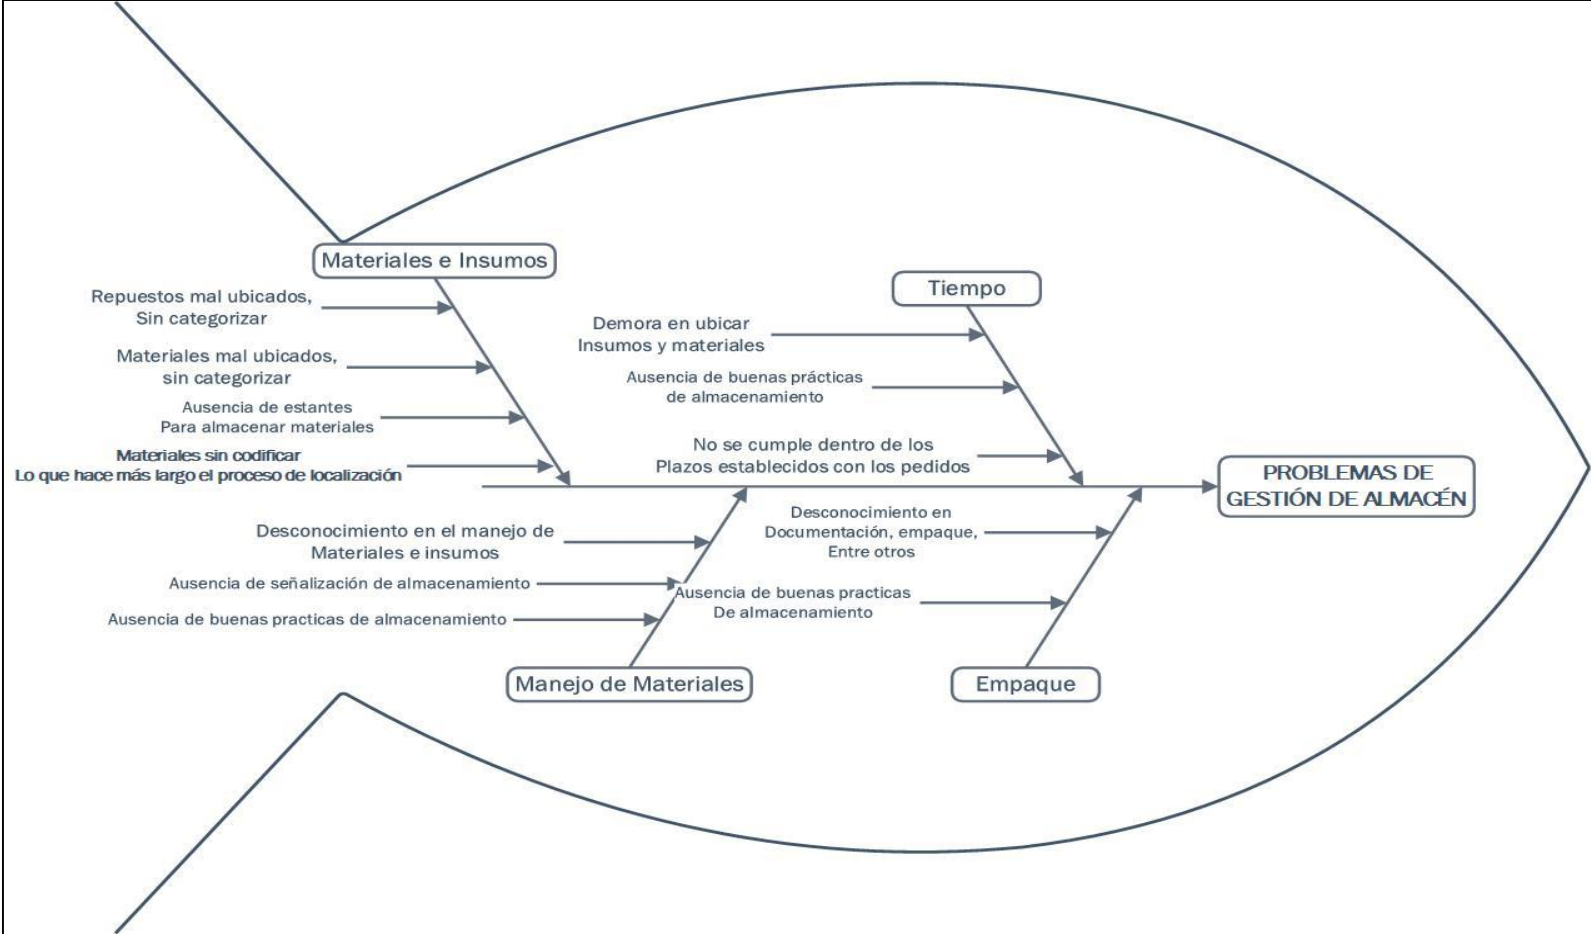 Materiales e Insumos
Repuestos mal ubicados,
Sin categorizar
Materiales mal ubicados,
sin categorizar
Ausencia de estantes
Para almacenar materiales
Materiales sin codificar
Lo que hace más largo el proceso de localización
Tiempo
Demora en ubicar
Insumos y materiales
Ausencia de buenas prácticas
de almacenamiento
No se cumple dentro de los
Plazos establecidos con los pedidos
PROBLEMAS DE
GESTIÓN DE ALMACÉN
Desconocimiento en el manejo de
Materiales e insumos
Ausencia de señalización de almacenamiento
Ausencia de buenas practicas de almacenamiento
Manejo de Materiales
Desconocimiento en
Documentación, empaque,
Entre otros
Ausencia de buenas practicas
De almacenamiento
Empaque